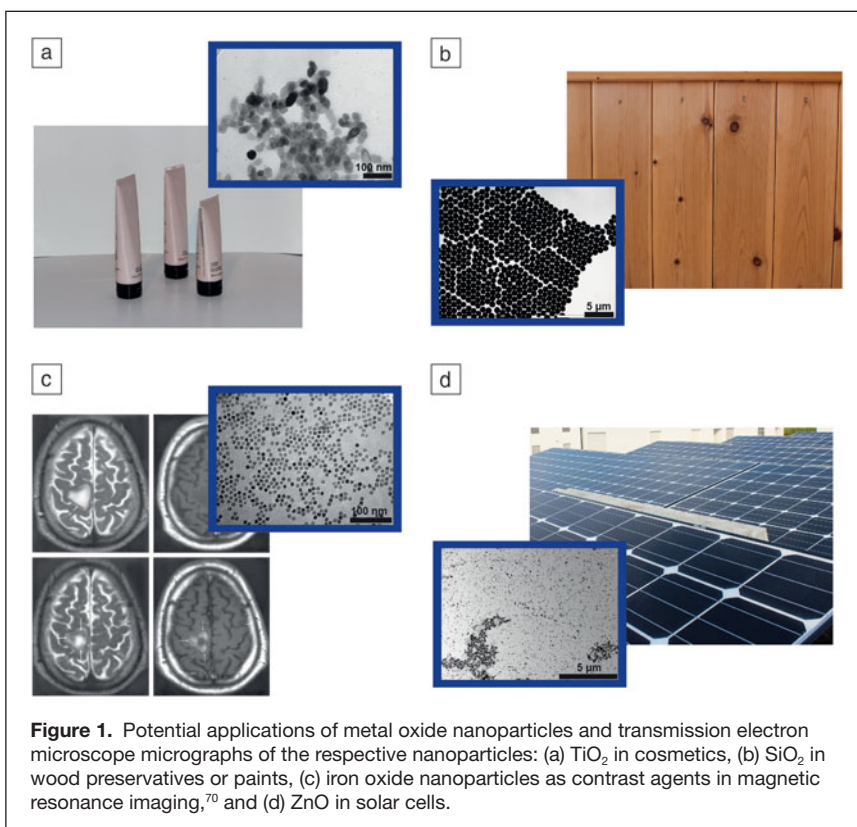 a
100 nm
b
5 µm
c
100 nm
d
5 µm
Figure 1. Potential applications of metal oxide nanoparticles and transmission electron
microscope micrographs of the respective nanoparticles: (a) TiO₂ in cosmetics, (b) SiO₂ in
wood preservatives or paints, (c) iron oxide nanoparticles as contrast agents in magnetic
resonance imaging,⁷⁰ and (d) ZnO in solar cells.